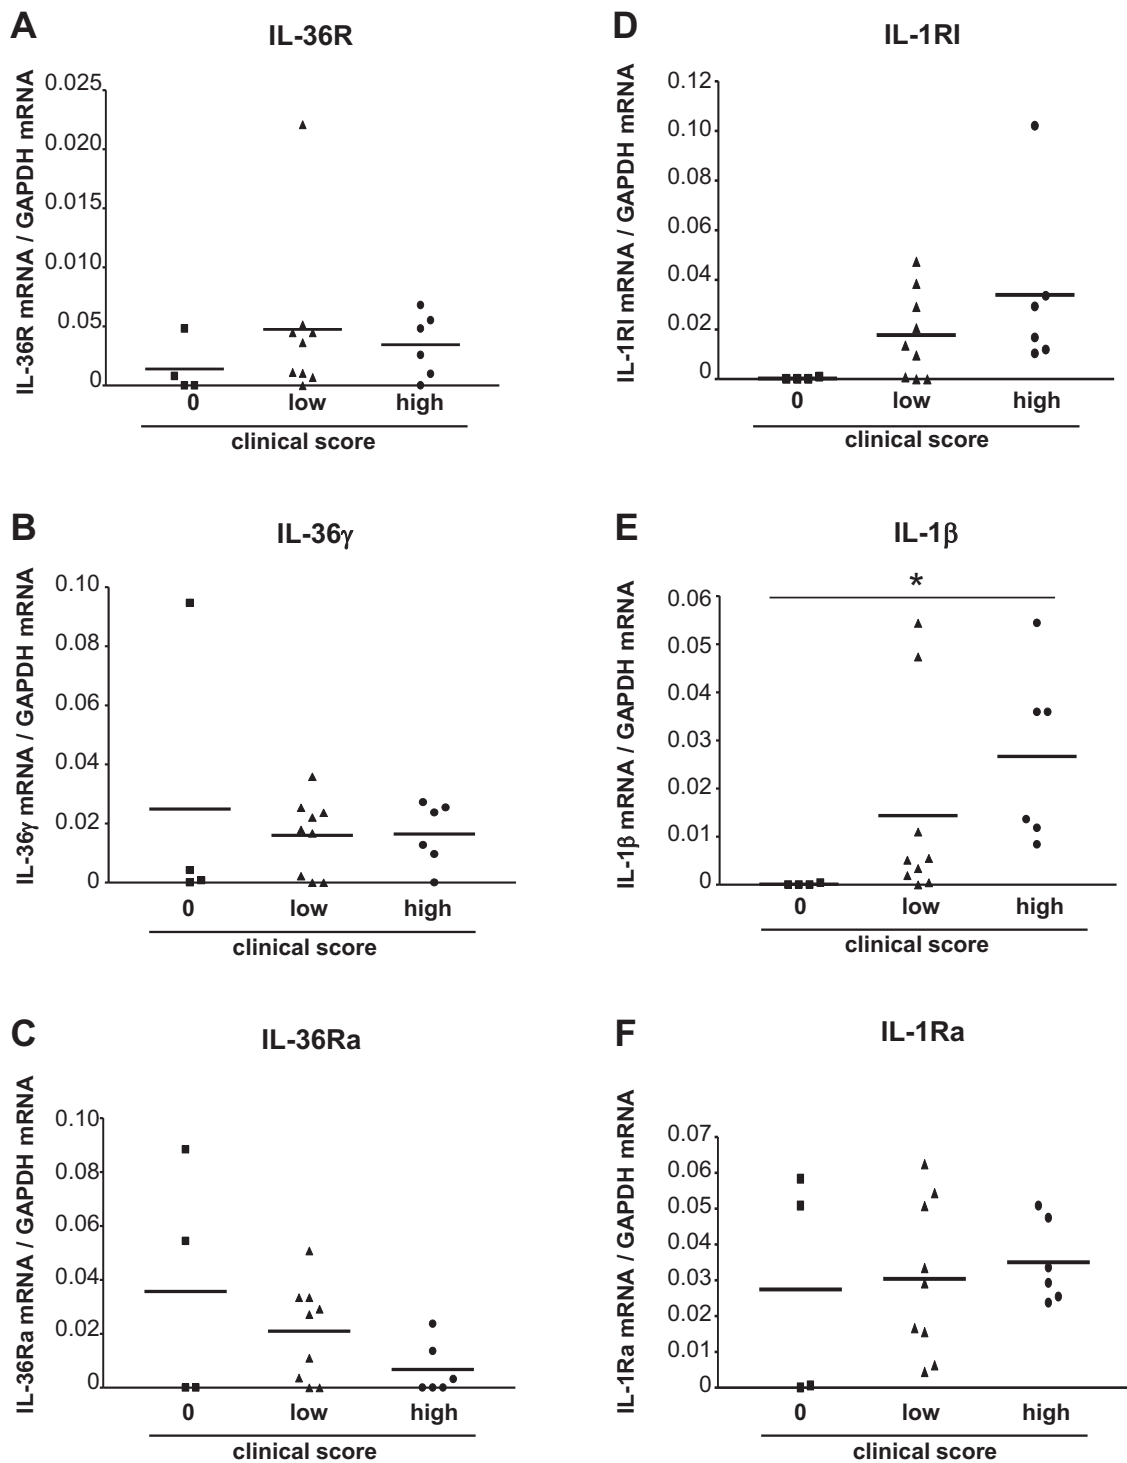 A
IL-36R
IL-36R mRNA / GAPDH mRNA
0.025
0.020
0.015
0.010
0.05
0
0 low high
clinical score
B
IL-36γ
IL-36γ mRNA / GAPDH mRNA
0.10
0.08
0.06
0.04
0.02
0
0 low high
clinical score
C
IL-36Ra
IL-36Ra mRNA / GAPDH mRNA
0.10
0.08
0.06
0.04
0.02
0
0 low high
clinical score
D
IL-1RI
IL-1RI mRNA / GAPDH mRNA
0.12
0.10
0.08
0.06
0.04
0.02
0
0 low high
clinical score
E
IL-1β
IL-1β mRNA / GAPDH mRNA
*
0.06
0.05
0.04
0.03
0.02
0.01
0
0 low high
clinical score
F
IL-1Ra
IL-1Ra mRNA / GAPDH mRNA
0.07
0.06
0.05
0.04
0.03
0.02
0.01
0
0 low high
clinical score